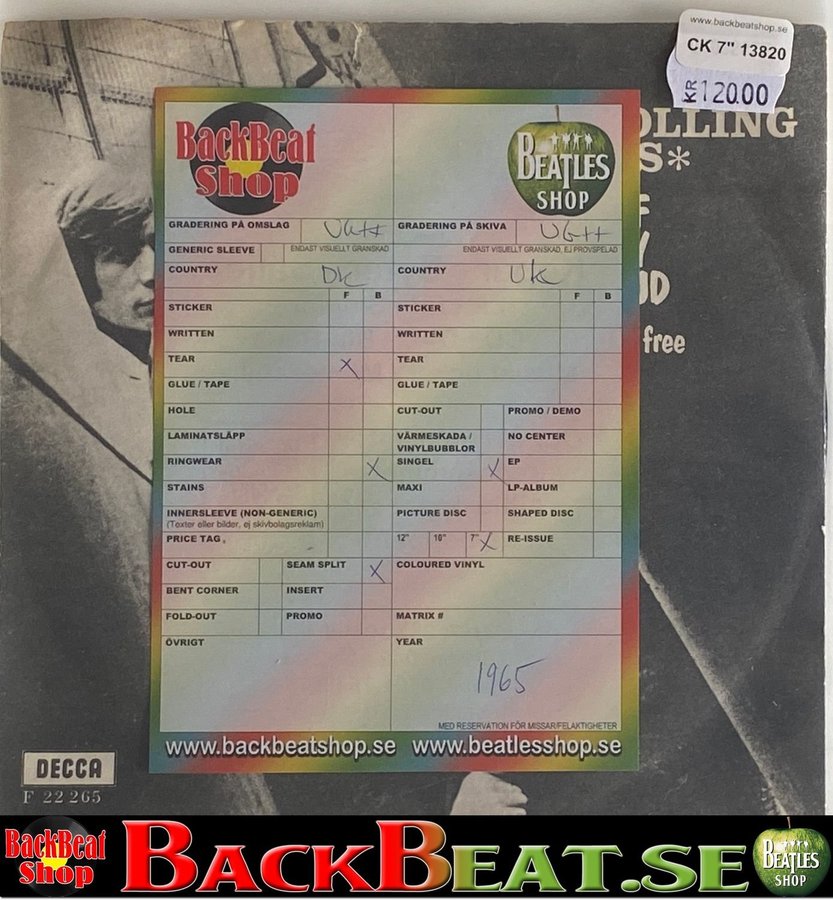 www.backbeatshop.se
CK 7" 13820
KR 120.00
OLLING
S*
D
free
BackBeat
Shop
BEATLES
SHOP
GRADERING PÅ OMSLAG VG++ GRADERING PÅ SKIVA VG++
GENERIC SLEEVE ENDAST VISUELLT GRANSKAD ENDAST VISUELLT GRANSKAD, EJ PROVSPELAD
COUNTRY DK COUNTRY UK
F B F B
STICKER STICKER
WRITTEN WRITTEN
TEAR X TEAR
GLUE / TAPE GLUE / TAPE
HOLE CUT-OUT PROMO / DEMO
LAMINATSLÄPP VÄRMESKADA / NO CENTER
VINYLBUBBLOR
RINGWEAR X SINGEL X EP
STAINS MAXI LP-ALBUM
INNERSLEEVE (NON-GENERIC) PICTURE DISC SHAPED DISC
(Texter eller bilder, ej skivbolagsreklam)
PRICE TAG 12" 10" 7" X RE-ISSUE
CUT-OUT SEAM SPLIT X COLOURED VINYL
BENT CORNER INSERT
FOLD-OUT PROMO MATRIX #
ÖVRIGT YEAR
1965
MED RESERVATION FÖR MISSAR/FELAKTIGHETER
www.backbeatshop.se www.beatlesshop.se
DECCA
F 22 265
BackBeat
Shop
BACKBEAT.SE
BEATLES
SHOP